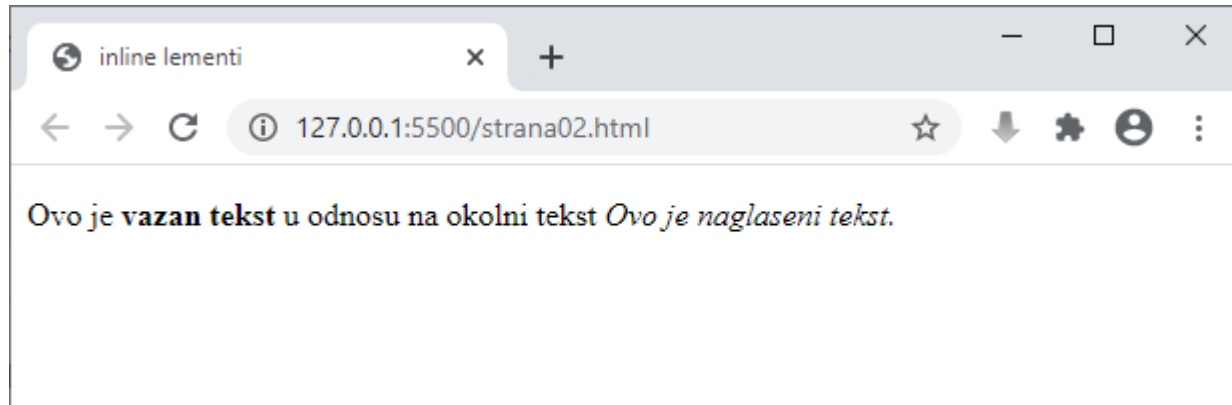 inline lementi
127.0.0.1:5500/strana02.html
Ovo je vazan tekst u odnosu na okolni tekst Ovo je naglaseni tekst.